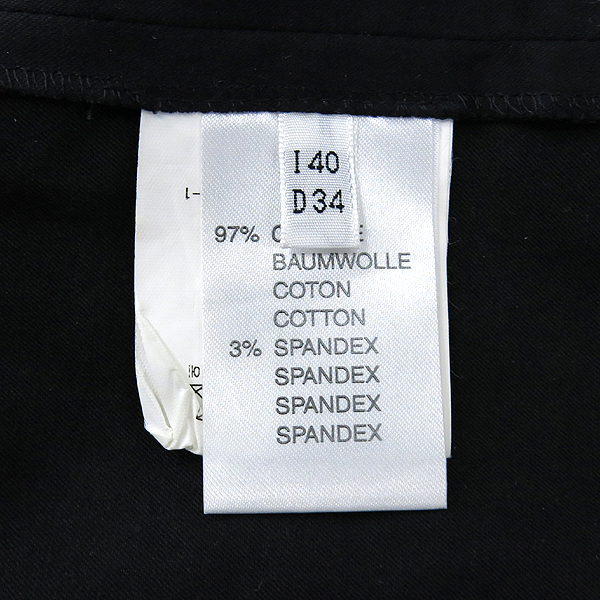 I 40
D 34
97%
BAUMWOLLE
COTON
COTTON
3% SPANDEX
SPANDEX
SPANDEX
SPANDEX